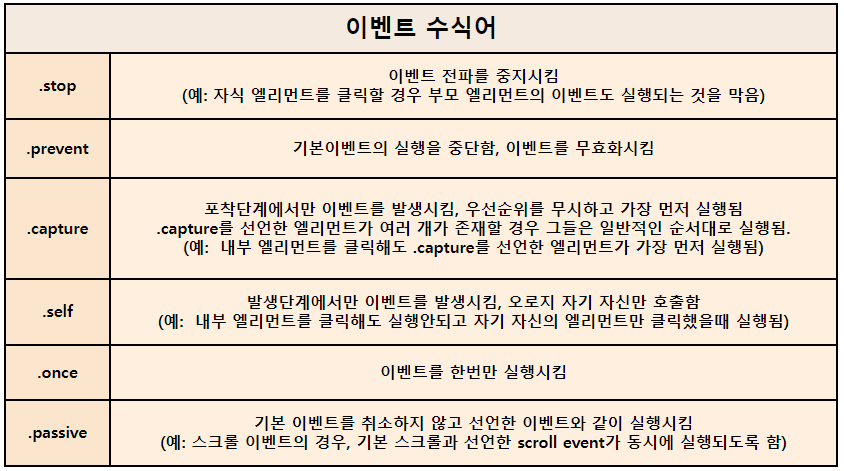 이벤트 수식어
.stop
이벤트 전파를 중지시킴
(예: 자식 엘리먼트를 클릭할 경우 부모 엘리먼트의 이벤트도 실행되는 것을 막음)
.prevent
기본이벤트의 실행을 중단함, 이벤트를 무효화시킴
.capture
포착단계에서만 이벤트를 발생시킴, 우선순위를 무시하고 가장 먼저 실행됨
.capture를 선언한 엘리먼트가 여러 개가 존재할 경우 그들은 일반적인 순서대로 실행됨.
(예:  내부 엘리먼트를 클릭해도 .capture를 선언한 엘리먼트가 가장 먼저 실행됨)
.self
발생단계에서만 이벤트를 발생시킴, 오로지 자기 자신만 호출함
(예:  내부 엘리먼트를 클릭해도 실행안되고 자기 자신의 엘리먼트만 클릭했을때 실행됨)
.once
이벤트를 한번만 실행시킴
.passive
기본 이벤트를 취소하지 않고 선언한 이벤트와 같이 실행시킴
(예: 스크롤 이벤트의 경우, 기본 스크롤과 선언한 scroll event가 동시에 실행되도록 함)